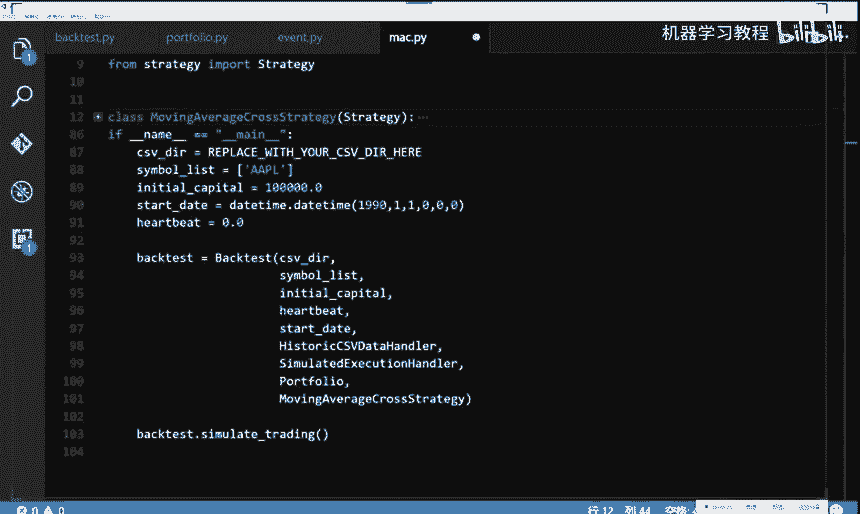 机器学习教程 bilibili
backtest.py portfolio.py event.py mac.py
9 from strategy import Strategy
10
11
12 class MovingAverageCrossStrategy(Strategy): ...
86 if __name__ == "__main__":
87 csv_dir = REPLACE_WITH_YOUR_CSV_DIR_HERE
88 symbol_list = ['AAPL']
89 initial_capital = 100000.0
90 start_date = datetime.datetime(1990,1,1,0,0,0)
91 heartbeat = 0.0
92
93 backtest = Backtest(csv_dir,
94 symbol_list,
95 initial_capital,
96 heartbeat,
97 start_date,
98 HistoricCSVDataHandler,
99 SimulatedExecutionHandler,
100 Portfolio,
101 MovingAverageCrossStrategy)
102
103 backtest.simulate_trading()
104
0 0 行 12 列 44 空格: